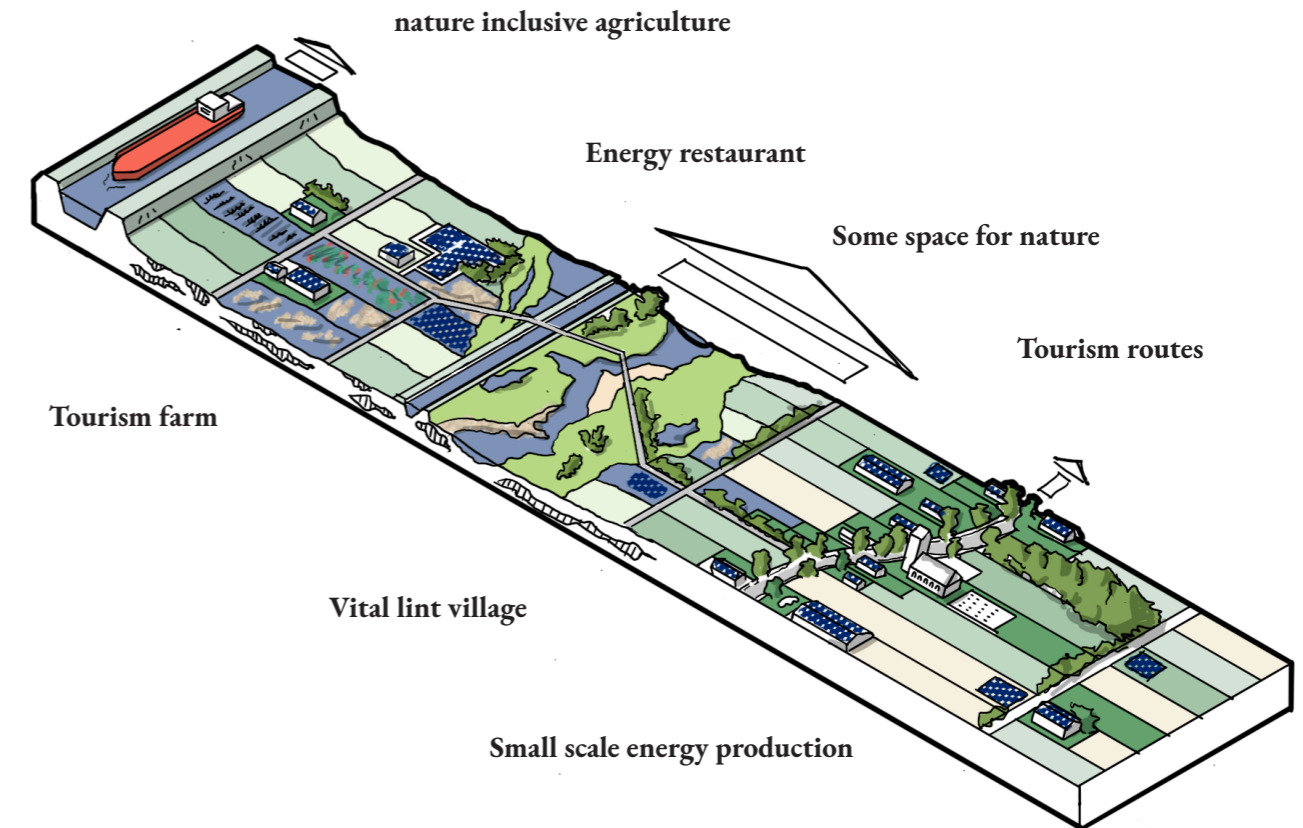 nature inclusive agriculture
Energy restaurant
Some space for nature
Tourism routes
Tourism farm
Vital lint village
Small scale energy production